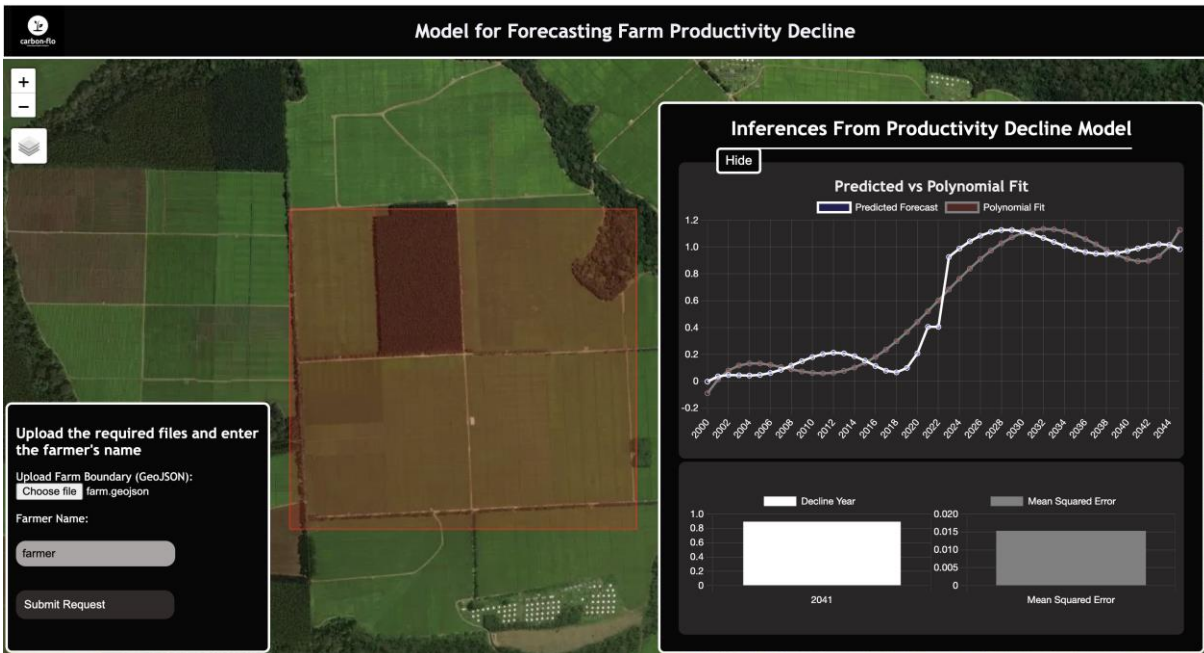 carbon-flo
Model for Forecasting Farm Productivity Decline
+
−
Inferences From Productivity Decline Model
Hide
Predicted vs Polynomial Fit
Predicted Forecast Polynomial Fit
1.2
1.0
0.8
0.6
0.4
0.2
0
-0.2
2000 2002 2004 2006 2008 2010 2012 2014 2016 2018 2020 2022 2024 2026 2028 2030 2032 2034 2036 2038 2040 2042 2044
Upload the required files and enter
the farmer's name
Upload Farm Boundary (GeoJSON):
Choose file farm.geojson
Farmer Name:
farmer
Submit Request
Decline Year
1.0
0.8
0.6
0.4
0.2
0
2041
Mean Squared Error
0.020
0.015
0.010
0.005
0
Mean Squared Error